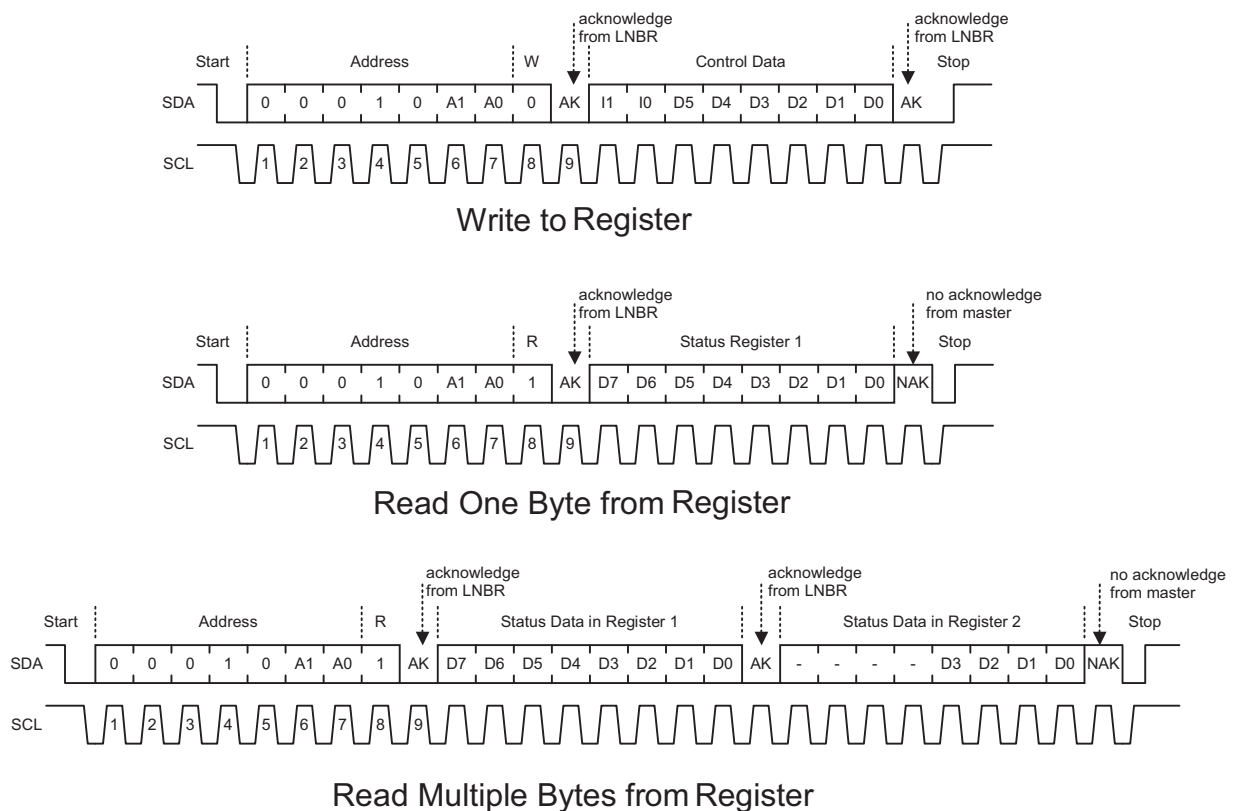 acknowledge
from LNBR
acknowledge
from LNBR
Start Address W Control Data Stop
SDA 0 0 0 1 0 A1 A0 0 AK I1 I0 D5 D4 D3 D2 D1 D0 AK
SCL 1 2 3 4 5 6 7 8 9
Write to Register
acknowledge
from LNBR
no acknowledge
from master
Start Address R Status Register 1 Stop
SDA 0 0 0 1 0 A1 A0 1 AK D7 D6 D5 D4 D3 D2 D1 D0 NAK
SCL 1 2 3 4 5 6 7 8 9
Read One Byte from Register
acknowledge
from LNBR
acknowledge
from LNBR
no acknowledge
from master
Start Address R Status Data in Register 1 Status Data in Register 2 Stop
SDA 0 0 0 1 0 A1 A0 1 AK D7 D6 D5 D4 D3 D2 D1 D0 AK - - - - D3 D2 D1 D0 NAK
SCL 1 2 3 4 5 6 7 8 9
Read Multiple Bytes from Register